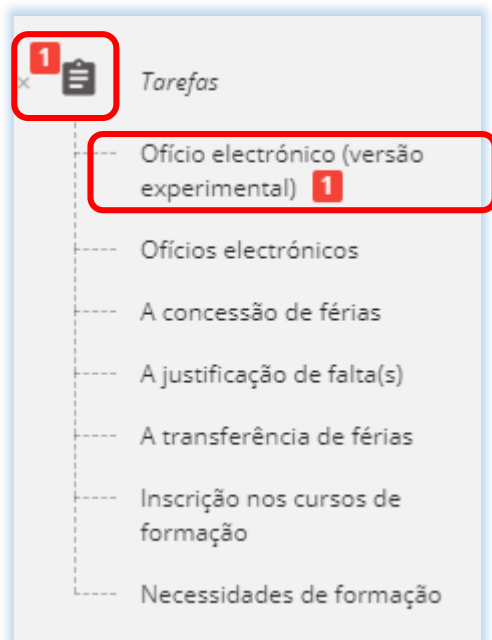 1
Tarefas
Ofício electrónico (versão
experimental) 1
Ofícios electrónicos
A concessão de férias
A justificação de falta(s)
A transferência de férias
Inscrição nos cursos de
formação
Necessidades de formação